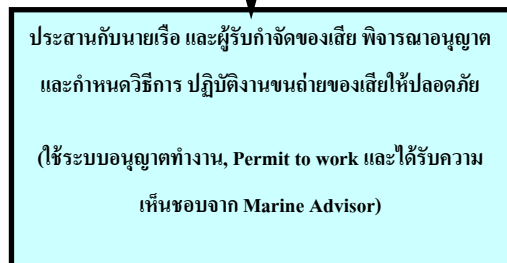 ประสานกับนายเรือ และผู้รับกำจัดของเสีย พิจารณาอนุญาต
และกำหนดวิธีการ ปฏิบัติงานขนถ่ายของเสียให้ปลอดภัย
(ใช้ระบบอนุญาตทำงาน, Permit to work และได้รับความ
เห็นชอบจาก Marine Advisor)